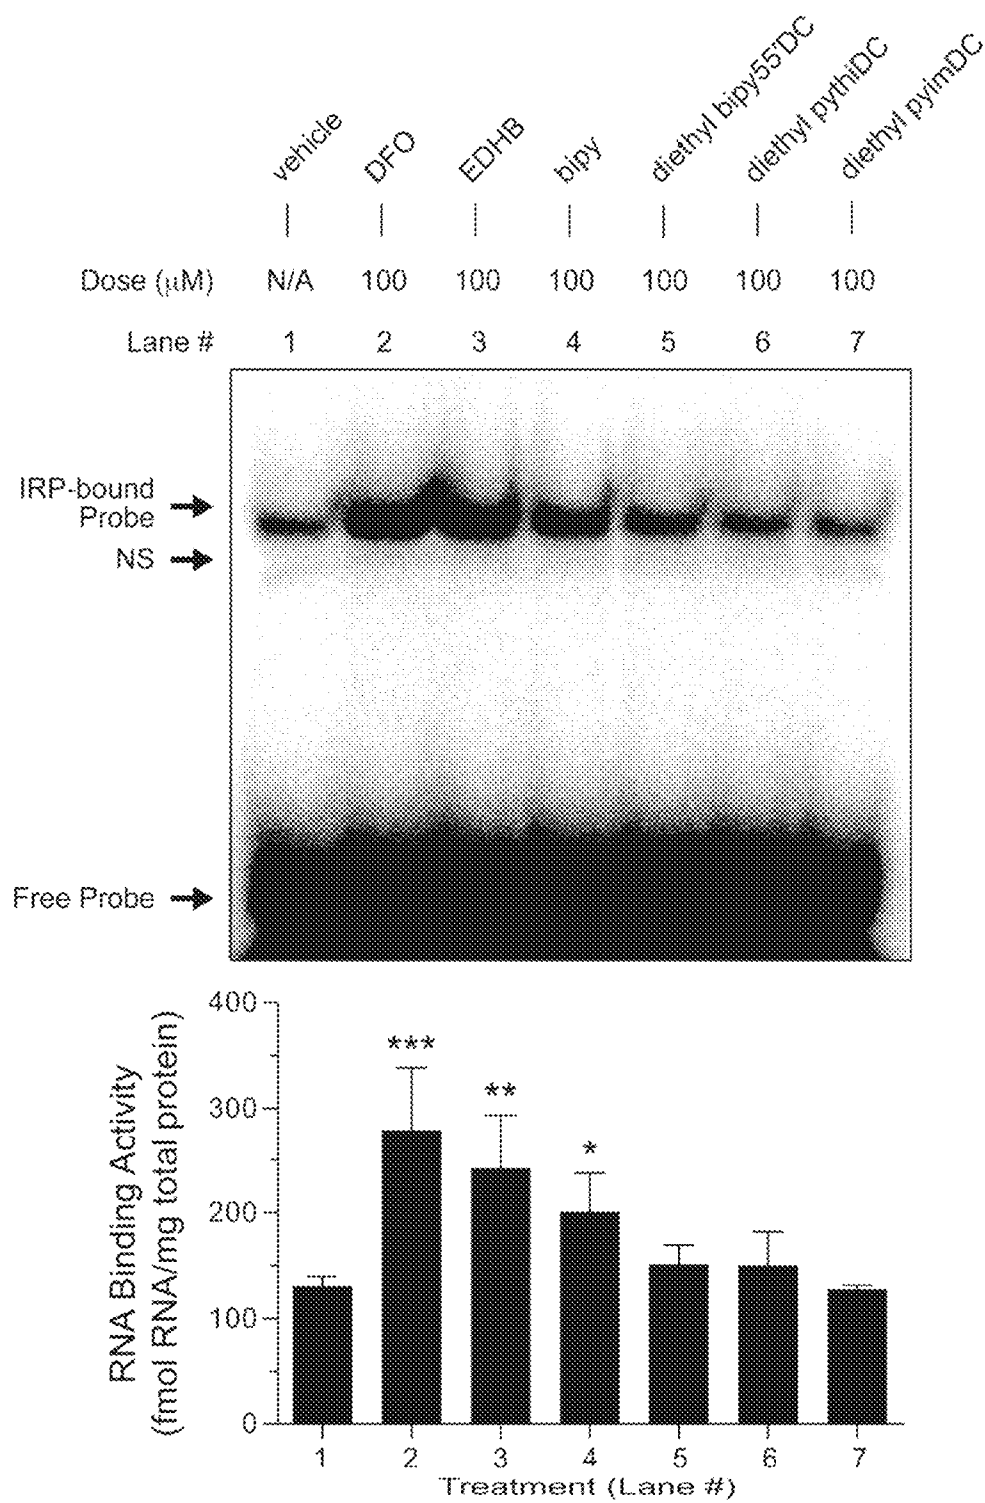 vehicle
DFO
EDHB
bipy
diethyl bipy55'DC
diethyl pythiDC
diethyl pyimDC
Dose (μM) N/A 100 100 100 100 100 100
Lane # 1 2 3 4 5 6 7
IRP-bound
Probe
NS
Free Probe
RNA Binding Activity
(fmol RNA/mg total protein)
400
300
200
100
0
***
**
*
1 2 3 4 5 6 7
Treatment (Lane #)